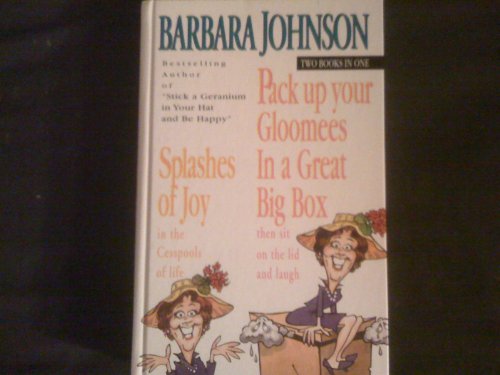 BARBARA JOHNSON
TWO BOOKS IN ONE
Bestselling
Author
of
"Stick a Geranium
in Your Hat
and Be Happy"
Splashes
of Joy
in the
Cesspools
of life
Pack up your
Gloomees
In a Great
Big Box
then sit
on the lid
and laugh